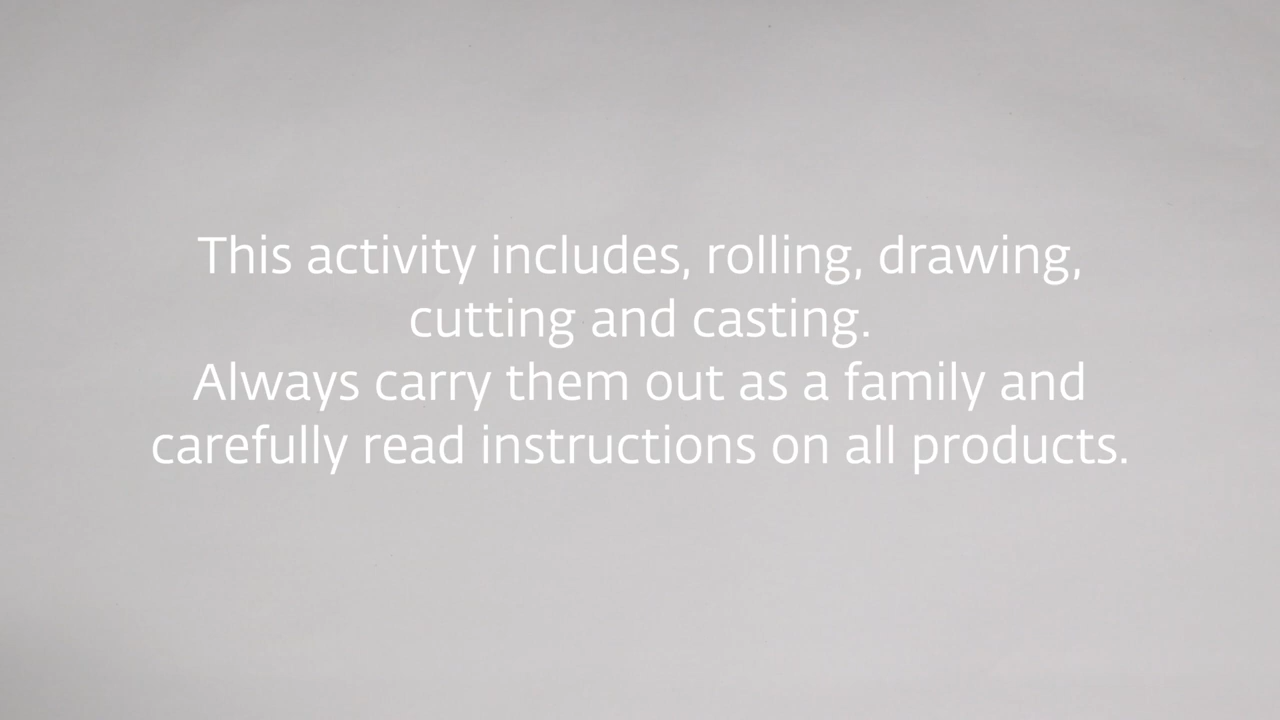 This activity includes, rolling, drawing,
cutting and casting.
Always carry them out as a family and
carefully read instructions on all products.